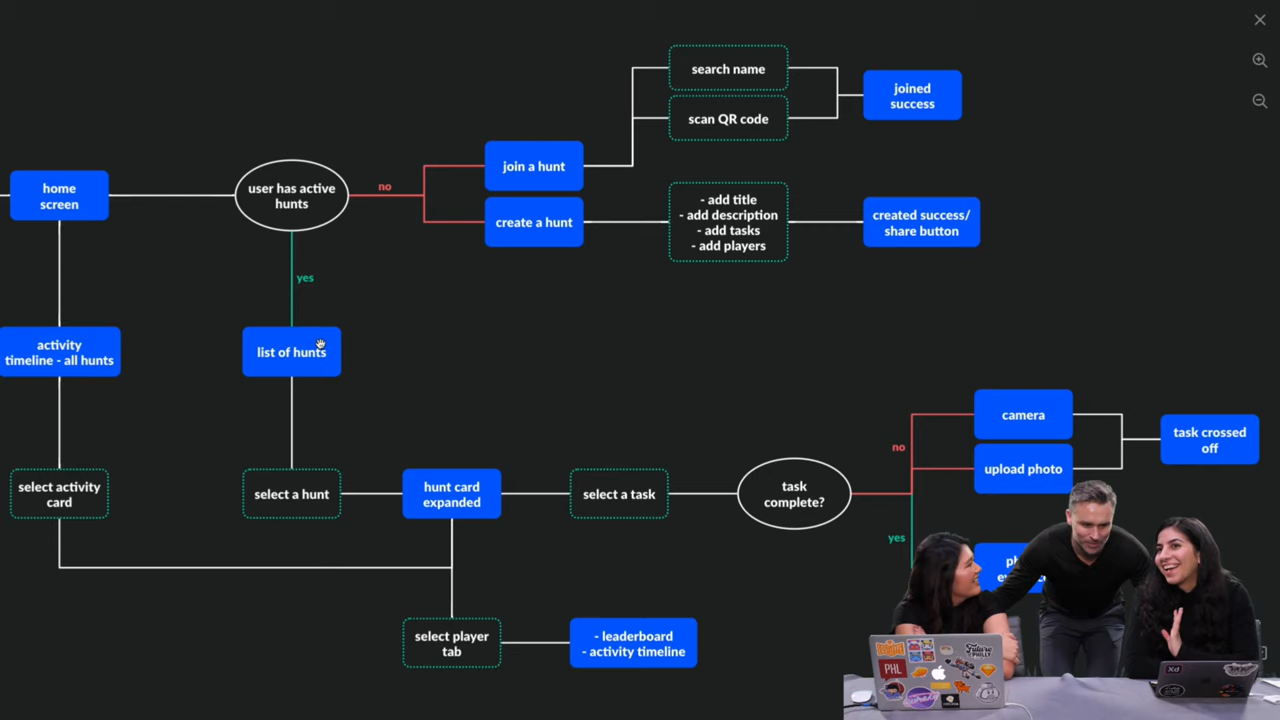 search name
scan QR code
joined
success
join a hunt
home
screen
user has active
hunts
no
create a hunt
- add title
- add description
- add tasks
- add players
created success/
share button
yes
activity
timeline - all hunts
list of hunts
camera
upload photo
task crossed
off
no
select activity
card
select a hunt
hunt card
expanded
select a task
task
complete?
yes
select player
tab
- leaderboard
- activity timeline
PHL
Future
PHILLY
Xd